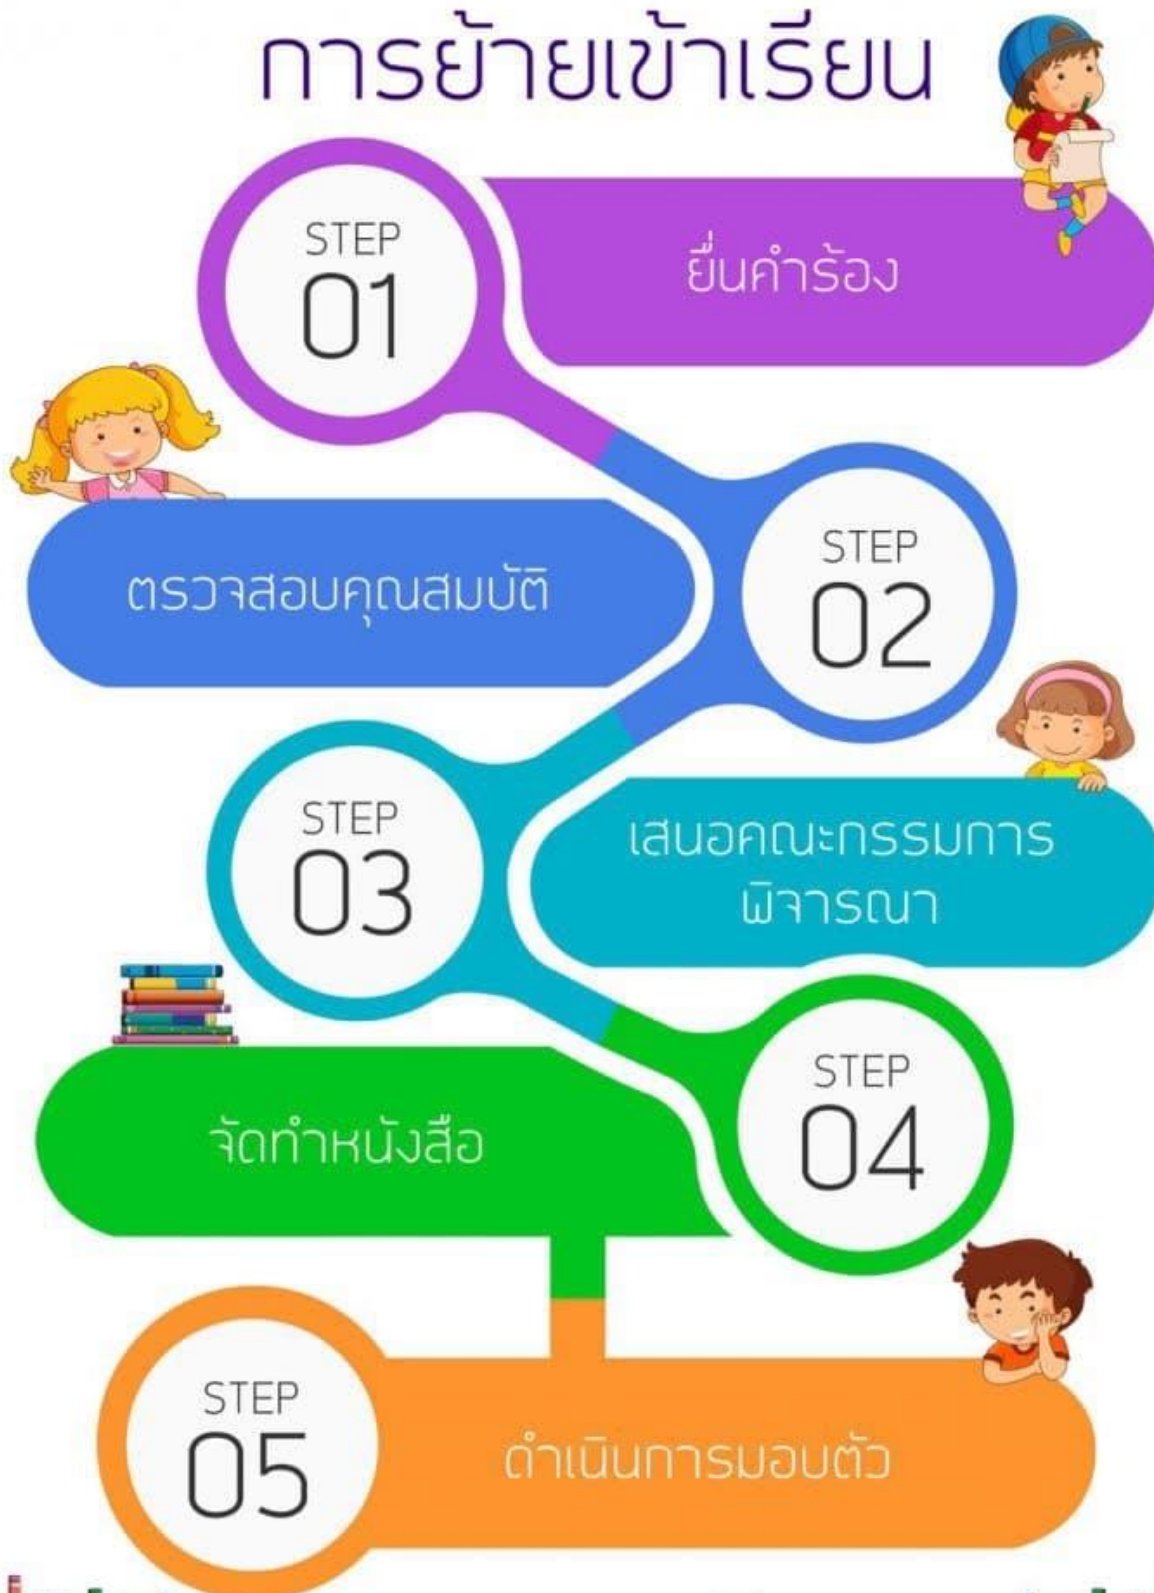 การย้ายเข้าเรียน
STEP
01
ยื่นคำร้อง
STEP
02
ตรวจสอบคุณสมบัติ
STEP
03
เสนอคณะกรรมการ
พิจารณา
STEP
04
จัดทำหนังสือ
STEP
05
ดำเนินการมอบตัว